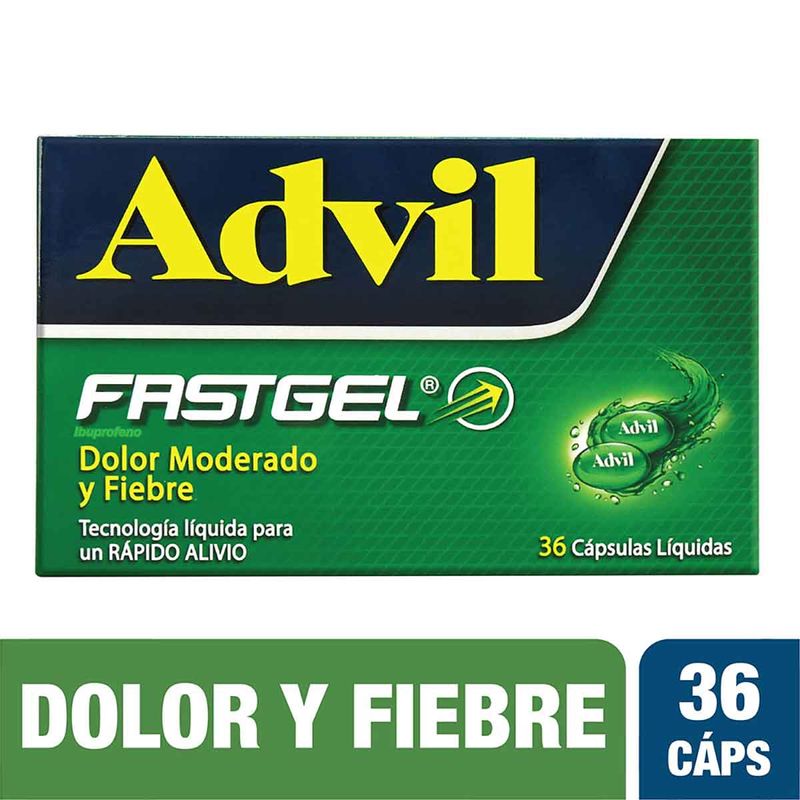 Advil
FASTGEL®
Ibuprofeno
Dolor Moderado
y Fiebre
Tecnología líquida para
un RÁPIDO ALIVIO
Advil
Advil
36 Cápsulas Líquidas
DOLOR Y FIEBRE
36
CÁPS